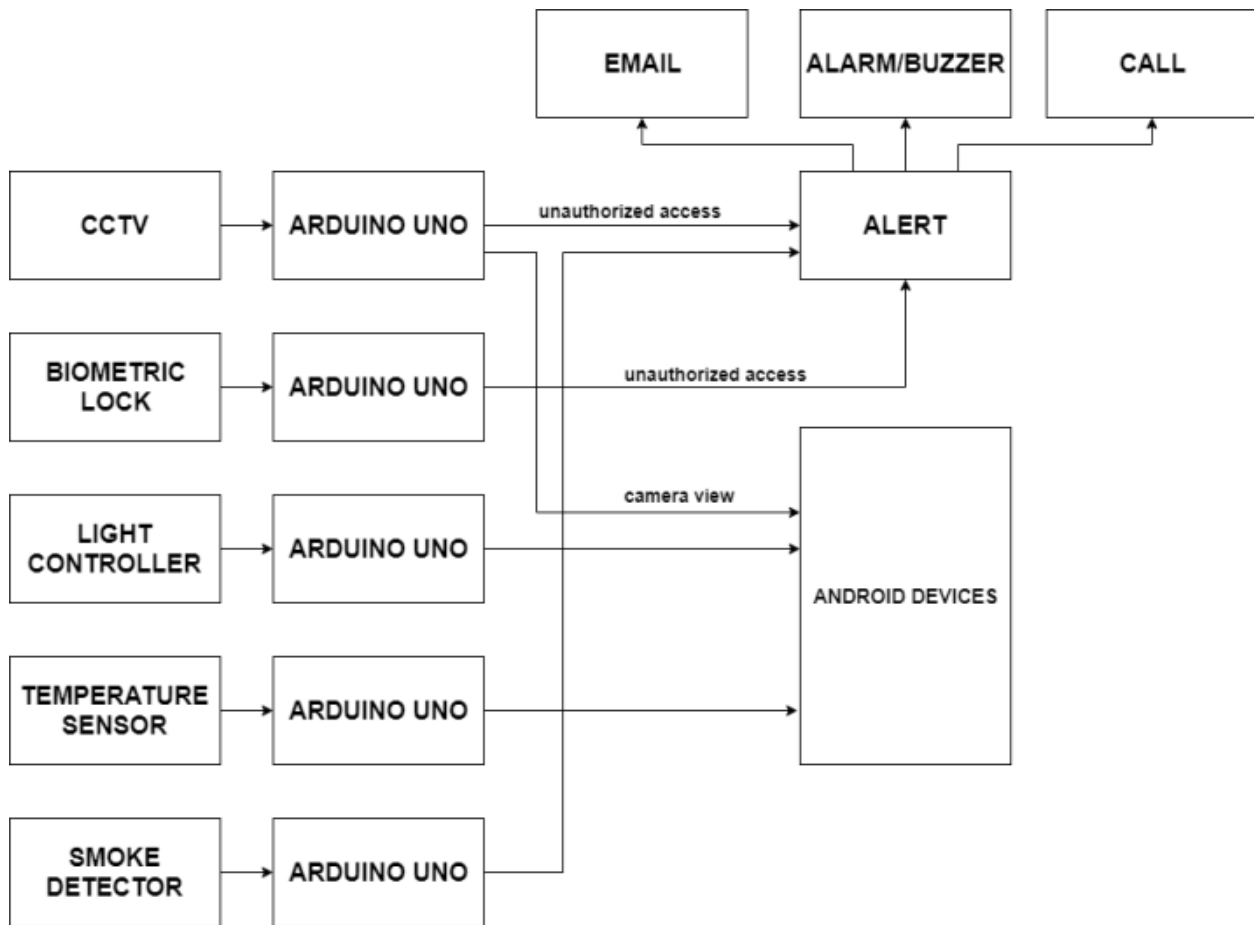 EMAIL
ALARM/BUZZER
CALL
CCTV
ARDUINO UNO
unauthorized access
ALERT
BIOMETRIC
LOCK
ARDUINO UNO
unauthorized access
LIGHT
CONTROLLER
ARDUINO UNO
camera view
ANDROID DEVICES
TEMPERATURE
SENSOR
ARDUINO UNO
SMOKE
DETECTOR
ARDUINO UNO